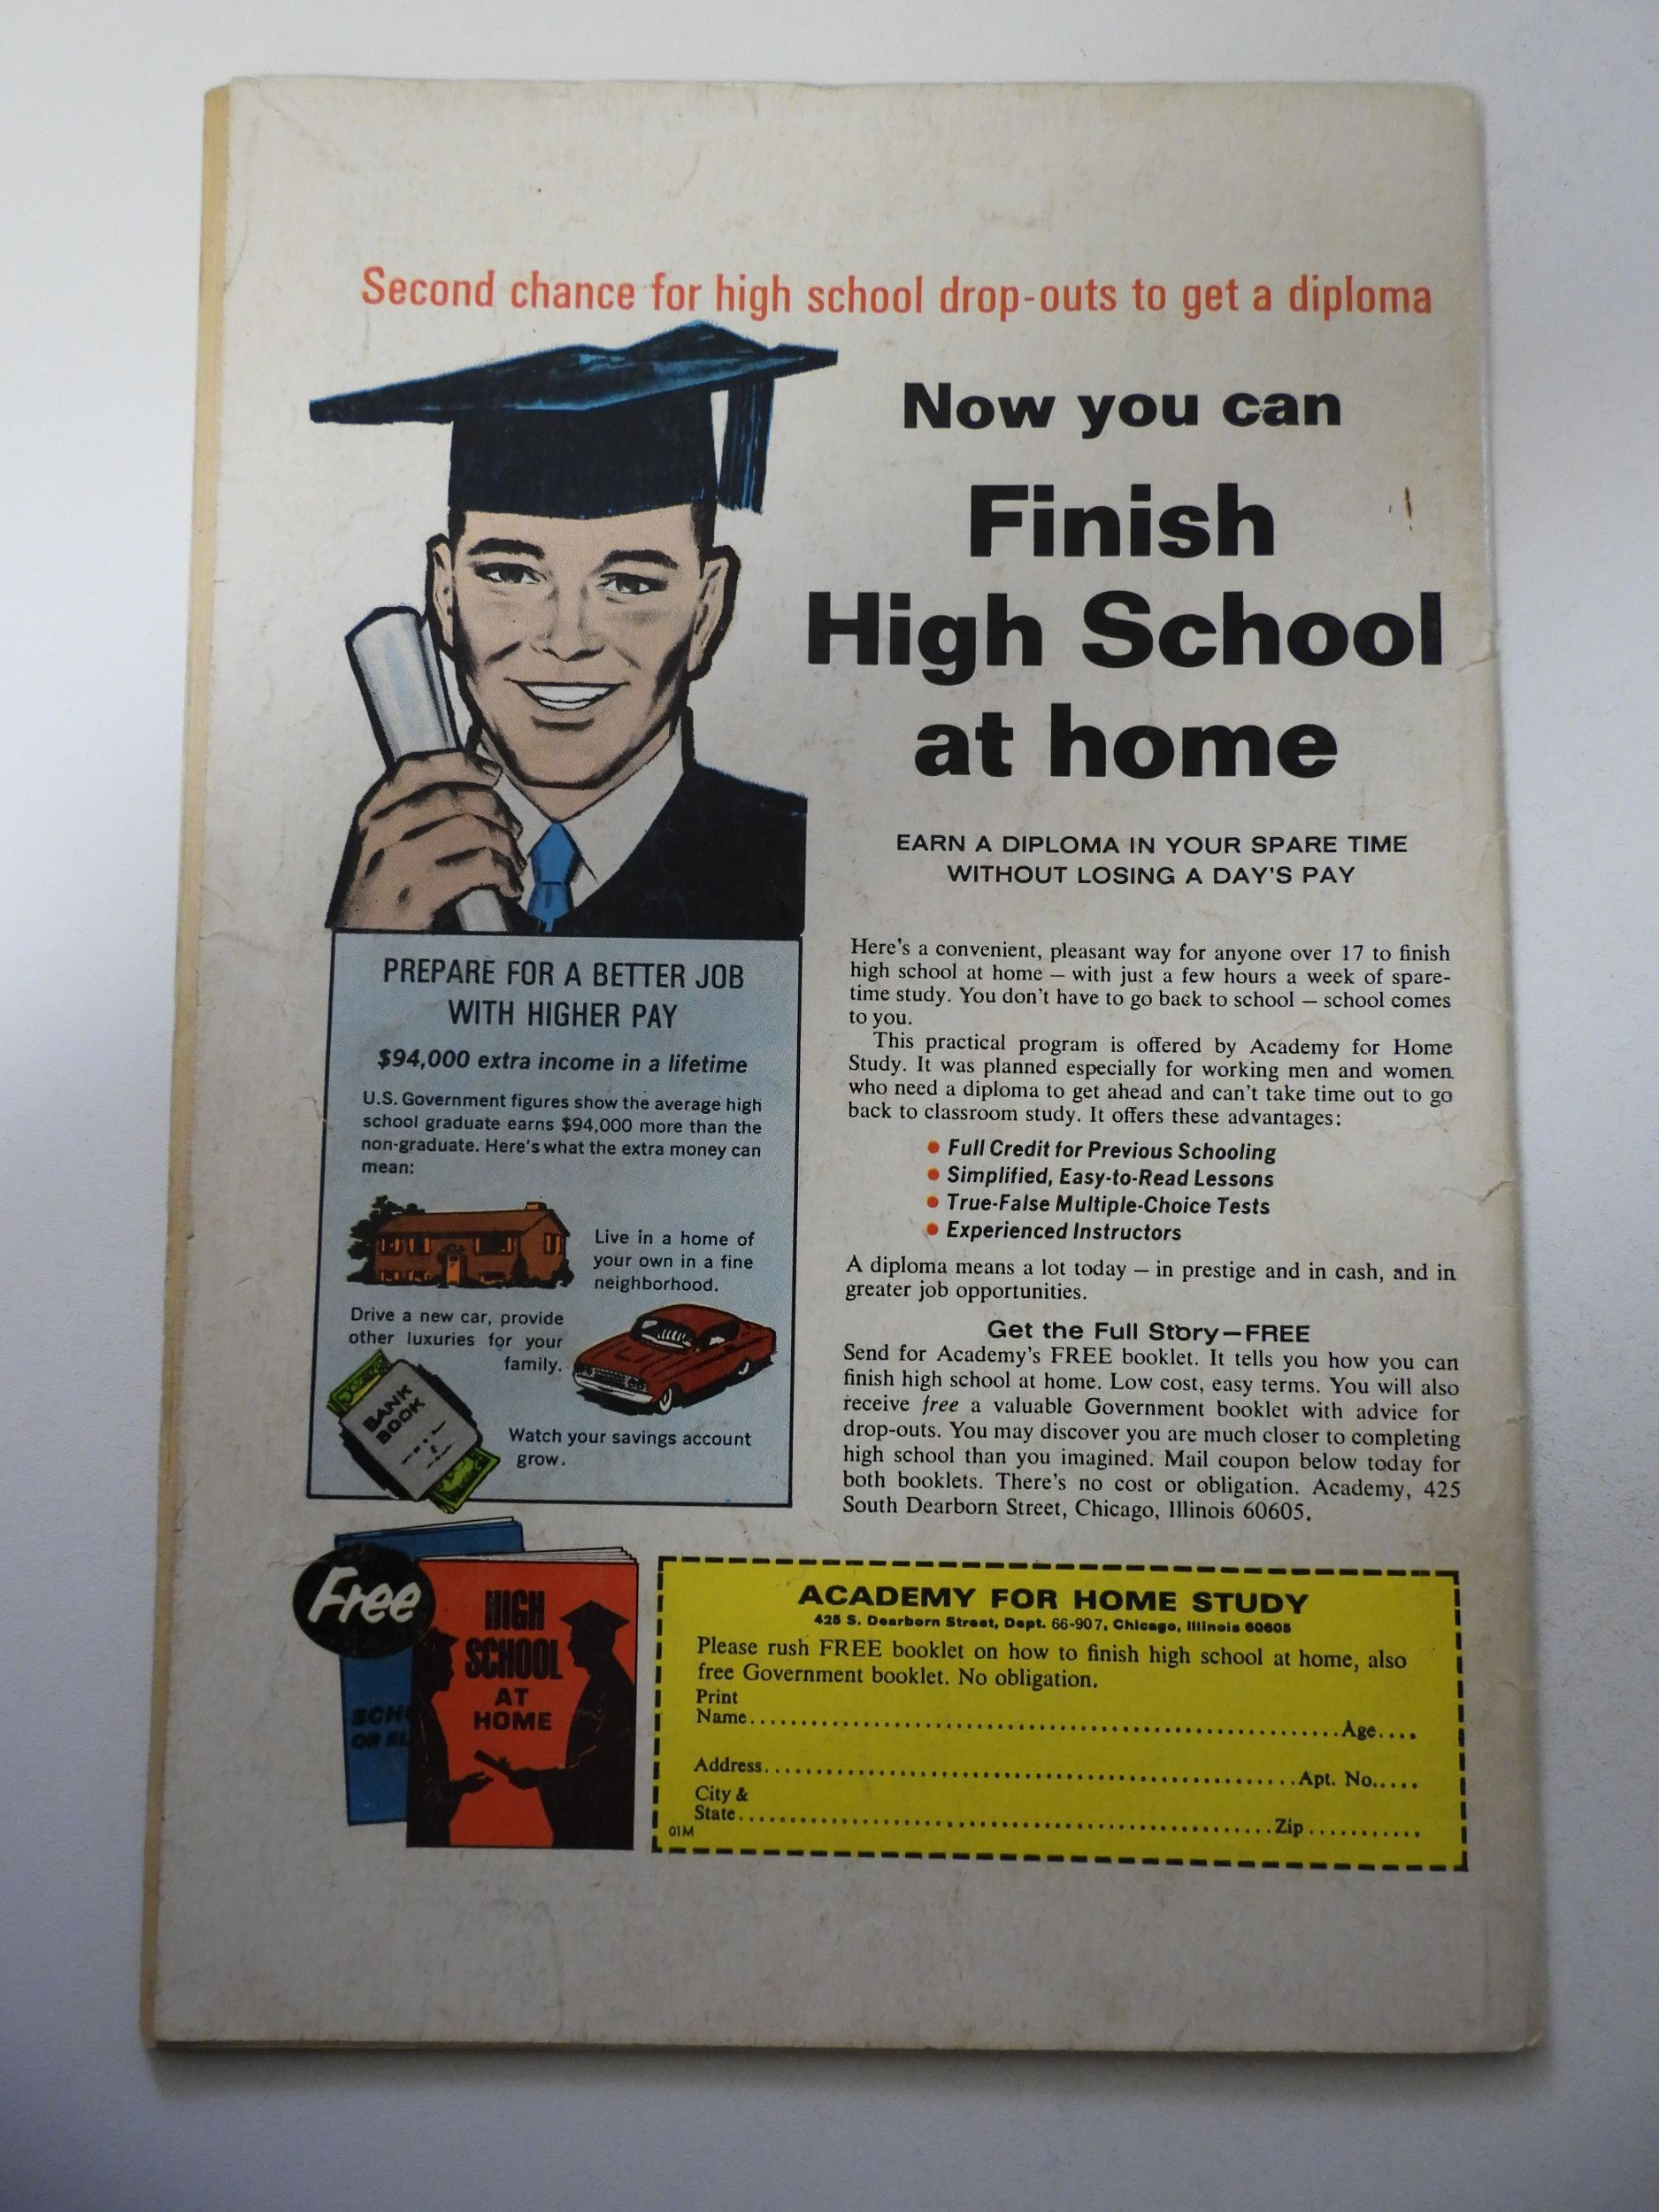 Second chance for high school drop-outs to get a diploma
Now you can
Finish
High School
at home
EARN A DIPLOMA IN YOUR SPARE TIME
WITHOUT LOSING A DAY'S PAY
PREPARE FOR A BETTER JOB
WITH HIGHER PAY
$94,000 extra income in a lifetime
U.S. Government figures show the average high
school graduate earns $94,000 more than the
non-graduate. Here's what the extra money can
mean:
Live in a home of
your own in a fine
neighborhood.
Drive a new car, provide
other luxuries for your
family.
BANK
BOOK
Watch your savings account
grow.
Here's a convenient, pleasant way for anyone over 17 to finish
high school at home — with just a few hours a week of spare-
time study. You don't have to go back to school — school comes
to you.
This practical program is offered by Academy for Home
Study. It was planned especially for working men and women
who need a diploma to get ahead and can't take time out to go
back to classroom study. It offers these advantages:
• Full Credit for Previous Schooling
• Simplified, Easy-to-Read Lessons
• True-False Multiple-Choice Tests
• Experienced Instructors
A diploma means a lot today — in prestige and in cash, and in
greater job opportunities.
Get the Full Story—FREE
Send for Academy's FREE booklet. It tells you how you can
finish high school at home. Low cost, easy terms. You will also
receive free a valuable Government booklet with advice for
drop-outs. You may discover you are much closer to completing
high school than you imagined. Mail coupon below today for
both booklets. There's no cost or obligation. Academy, 425
South Dearborn Street, Chicago, Illinois 60605.
Free
SCHO
OR EL
HIGH
SCHOOL
AT
HOME
ACADEMY FOR HOME STUDY
425 S. Dearborn Street, Dept. 66-907, Chicago, Illinois 60605
Please rush FREE booklet on how to finish high school at home, also
free Government booklet. No obligation.
Print
Name..........Age....
Address..........Apt. No.....
City &
State..........Zip..........
01M